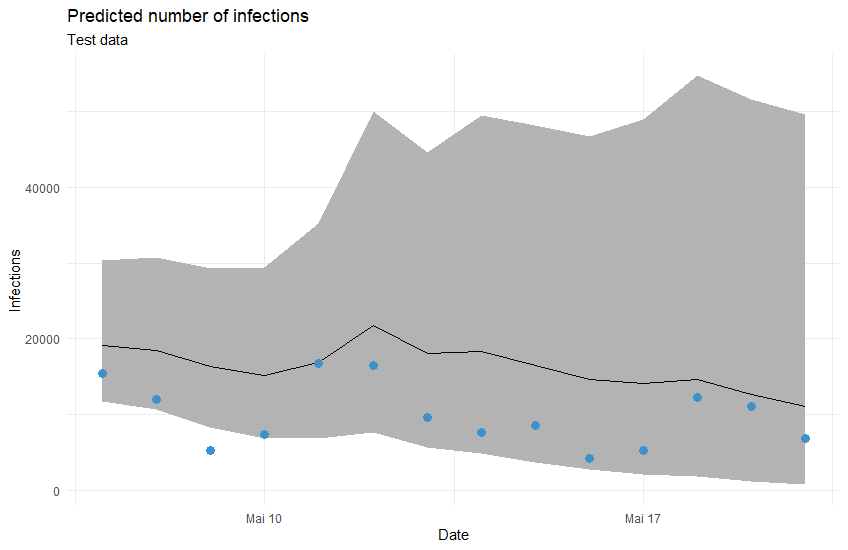 Predicted number of infections
Test data
Infections
40000
20000
0
Mai 10
Mai 17
Date